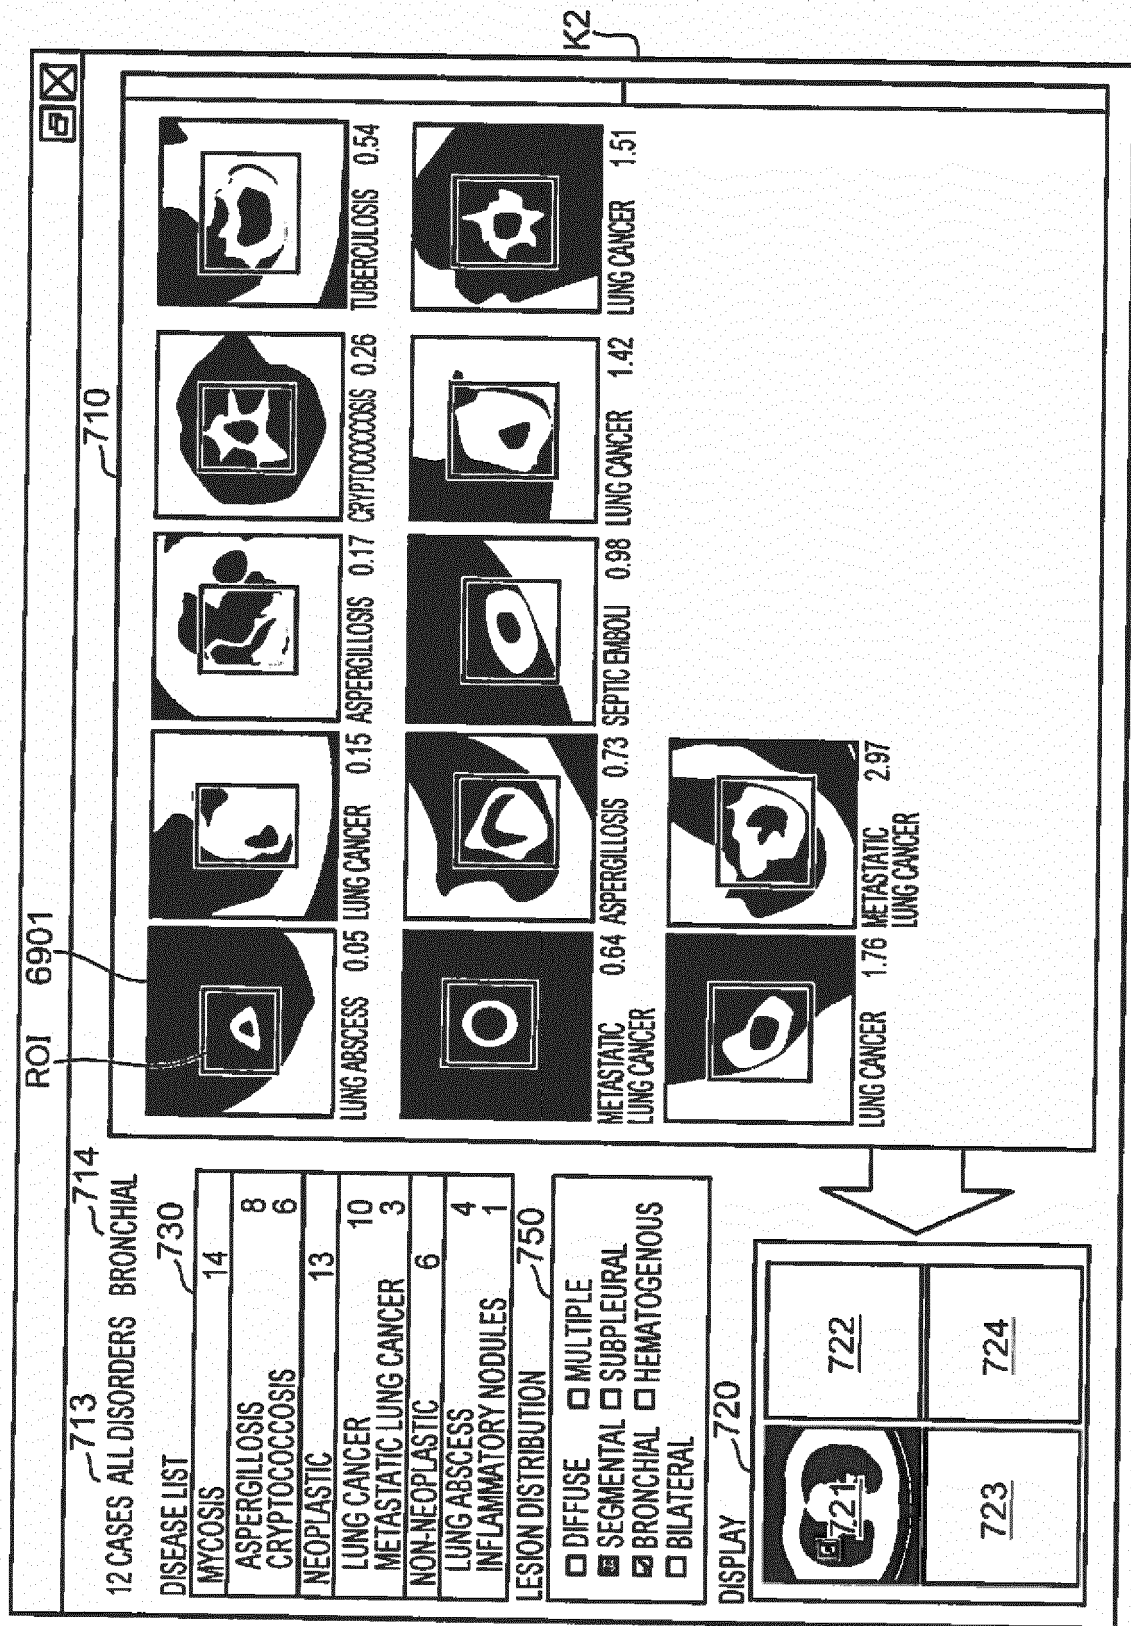 K2
ROI 6901
710
713
714
12 CASES ALL DISORDERS BRONCHIAL
DISEASE LIST 730
MYCOSIS 14
ASPERGILLOSIS 8
CRYPTOCOCCOSIS 6
NEOPLASTIC 13
LUNG CANCER 10
METASTATIC LUNG CANCER 3
NON-NEOPLASTIC 6
LUNG ABSCESS 4
INFLAMMATORY NODULES 1
LESION DISTRIBUTION 750
DIFFUSE MULTIPLE
SEGMENTAL SUBPLEURAL
BRONCHIAL HEMATOGENOUS
BILATERAL
DISPLAY 720
721 722
723 724
LUNG ABSCESS 0.05
LUNG CANCER 0.15
ASPERGILLOSIS 0.17
CRYPTOCOCCOSIS 0.26
TUBERCULOSIS 0.54
METASTATIC 0.64
LUNG CANCER
ASPERGILLOSIS 0.73
SEPTIC EMBOLI 0.98
LUNG CANCER 1.42
LUNG CANCER 1.51
LUNG CANCER 1.76
METASTATIC 2.97
LUNG CANCER